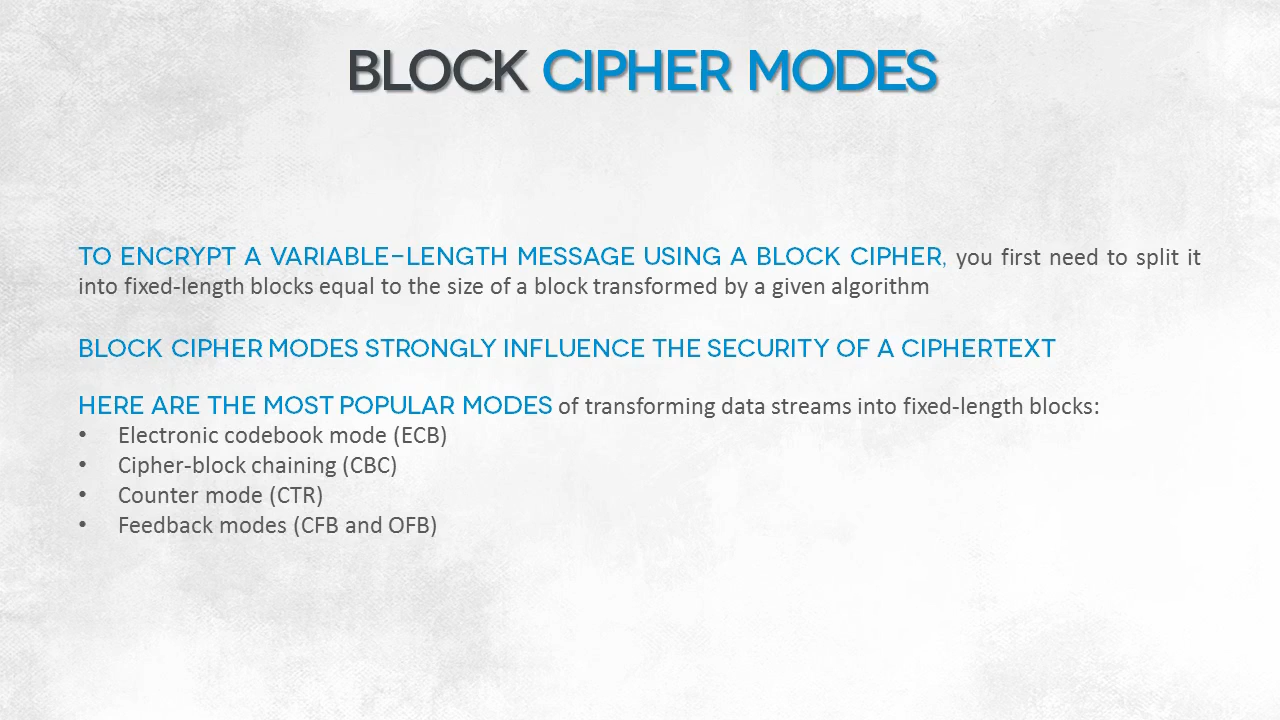 BLOCK CIPHER MODES
TO ENCRYPT A VARIABLE-LENGTH MESSAGE USING A BLOCK CIPHER, you first need to split it
into fixed-length blocks equal to the size of a block transformed by a given algorithm
BLOCK CIPHER MODES STRONGLY INFLUENCE THE SECURITY OF A CIPHERTEXT
HERE ARE THE MOST POPULAR MODES of transforming data streams into fixed-length blocks:
• Electronic codebook mode (ECB)
• Cipher-block chaining (CBC)
• Counter mode (CTR)
• Feedback modes (CFB and OFB)